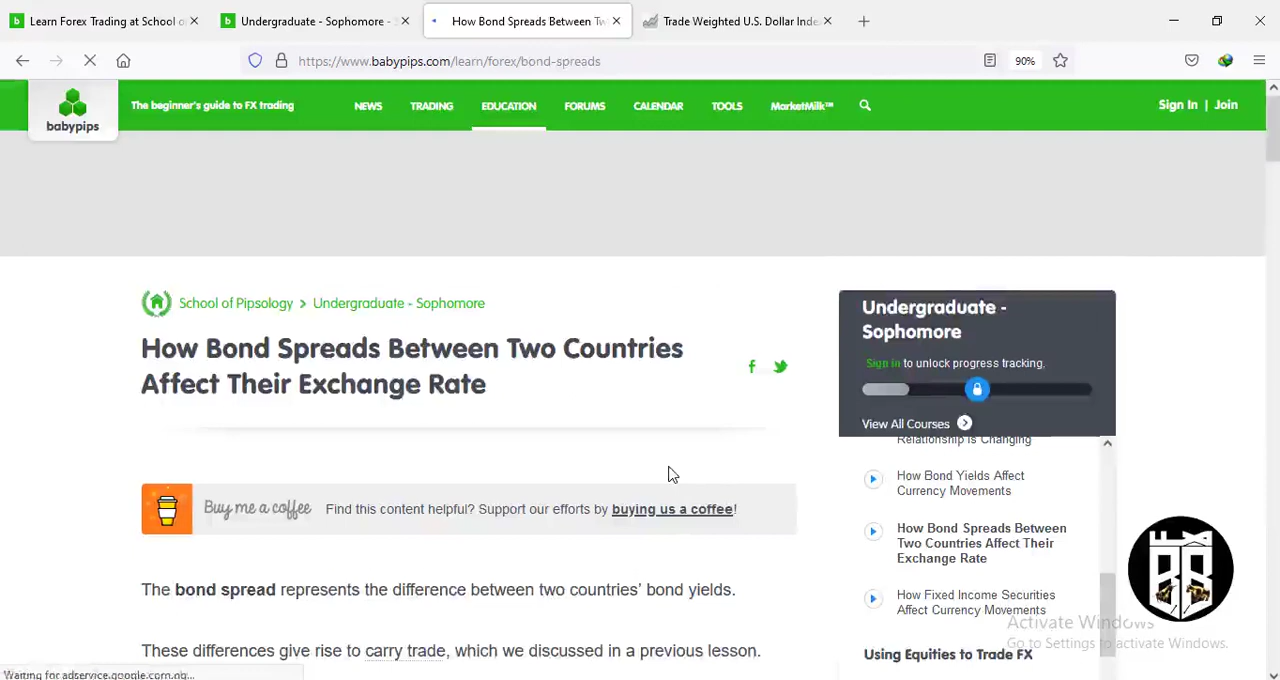 Learn Forex Trading at School o
Undergraduate - Sophomore -
How Bond Spreads Between Tw
Trade Weighted U.S. Dollar Inde
https://www.babypips.com/learn/forex/bond-spreads
90%
babypips
The beginner's guide to FX trading
NEWS
TRADING
EDUCATION
FORUMS
CALENDAR
TOOLS
MarketMilk™
Sign In | Join
School of Pipsology > Undergraduate - Sophomore
How Bond Spreads Between Two Countries
Affect Their Exchange Rate
Buy me a coffee
Find this content helpful? Support our efforts by buying us a coffee!
The bond spread represents the difference between two countries' bond yields.
These differences give rise to carry trade, which we discussed in a previous lesson.
Undergraduate -
Sophomore
Sign in to unlock progress tracking.
View All Courses
Relationship Is Changing
How Bond Yields Affect
Currency Movements
How Bond Spreads Between
Two Countries Affect Their
Exchange Rate
How Fixed Income Securities
Affect Currency Movements
Using Equities to Trade FX
Activate Windows
Go to Settings to activate Windows.
Waiting for adservice.google.com.ng...